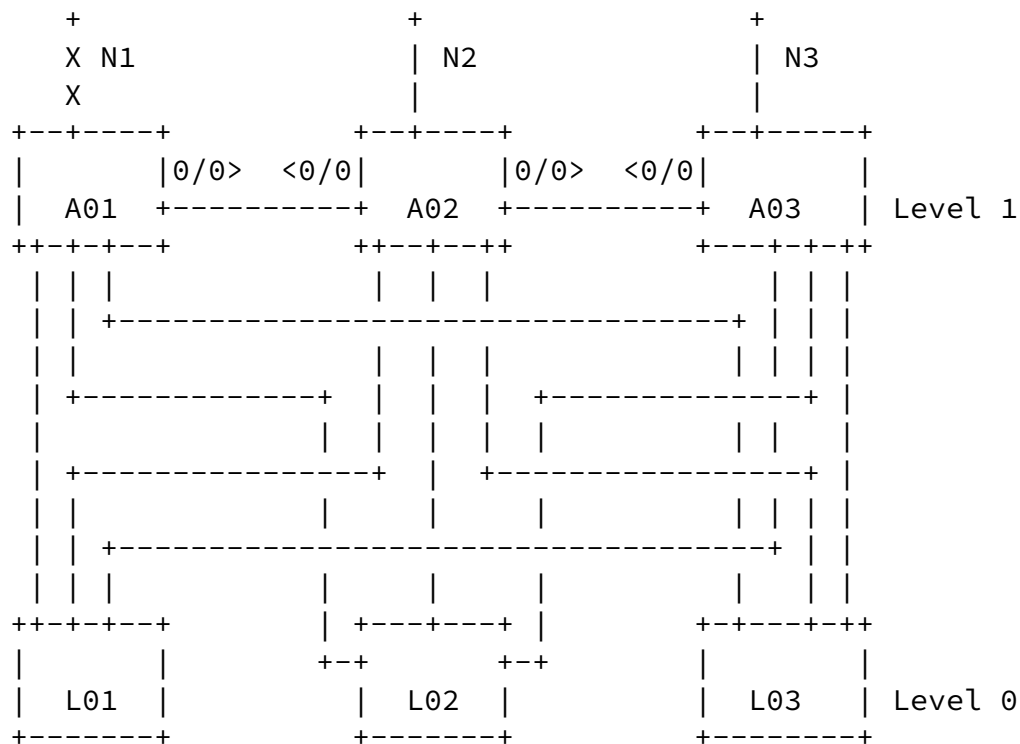 X N1 N2 N3
X
0/0> <0/0 0/0> <0/0
A01 A02 A03 Level 1
L01 L02 L03 Level 0